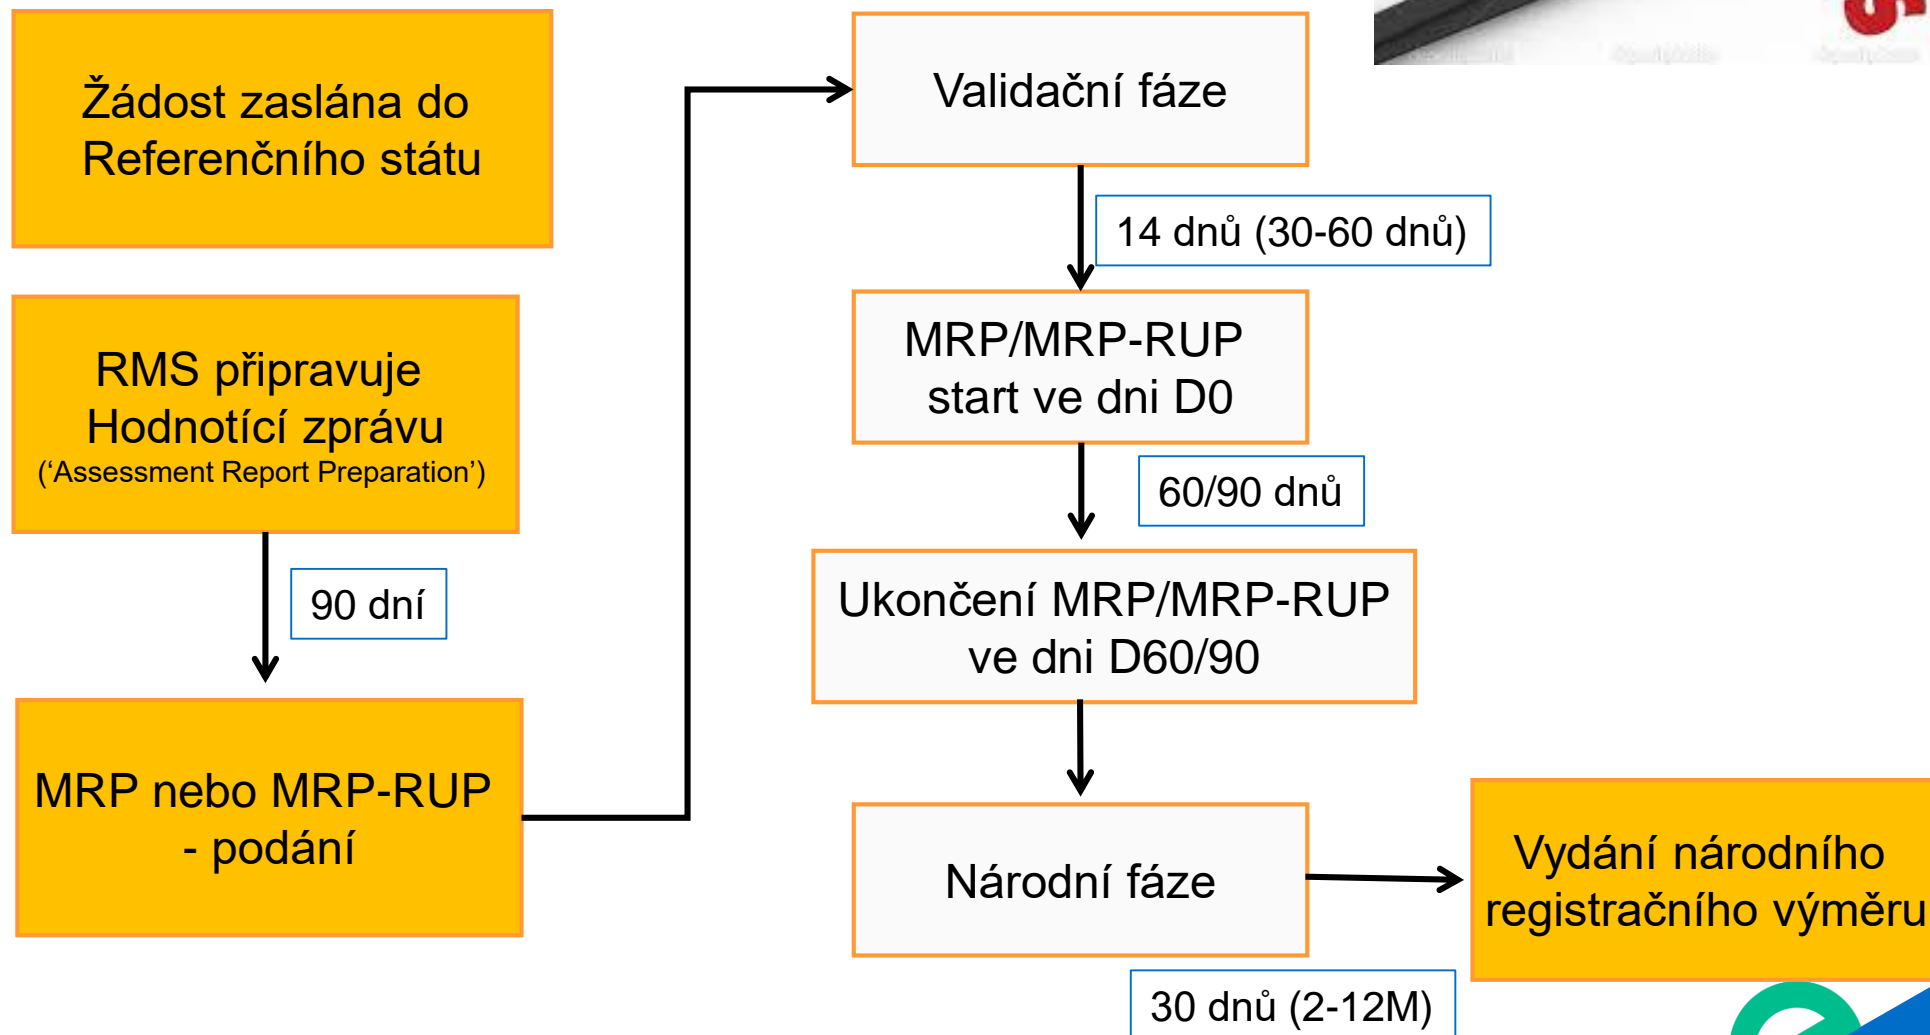 Žádost zaslána do
Referenčního státu
RMS připravuje
Hodnotící zprávu
(‘Assessment Report Preparation’)
90 dní
MRP nebo MRP-RUP
- podání
Validační fáze
14 dnů (30-60 dnů)
MRP/MRP-RUP
start ve dni D0
60/90 dnů
Ukončení MRP/MRP-RUP
ve dni D60/90
Národní fáze
30 dnů (2-12M)
Vydání národního
registračního výměru